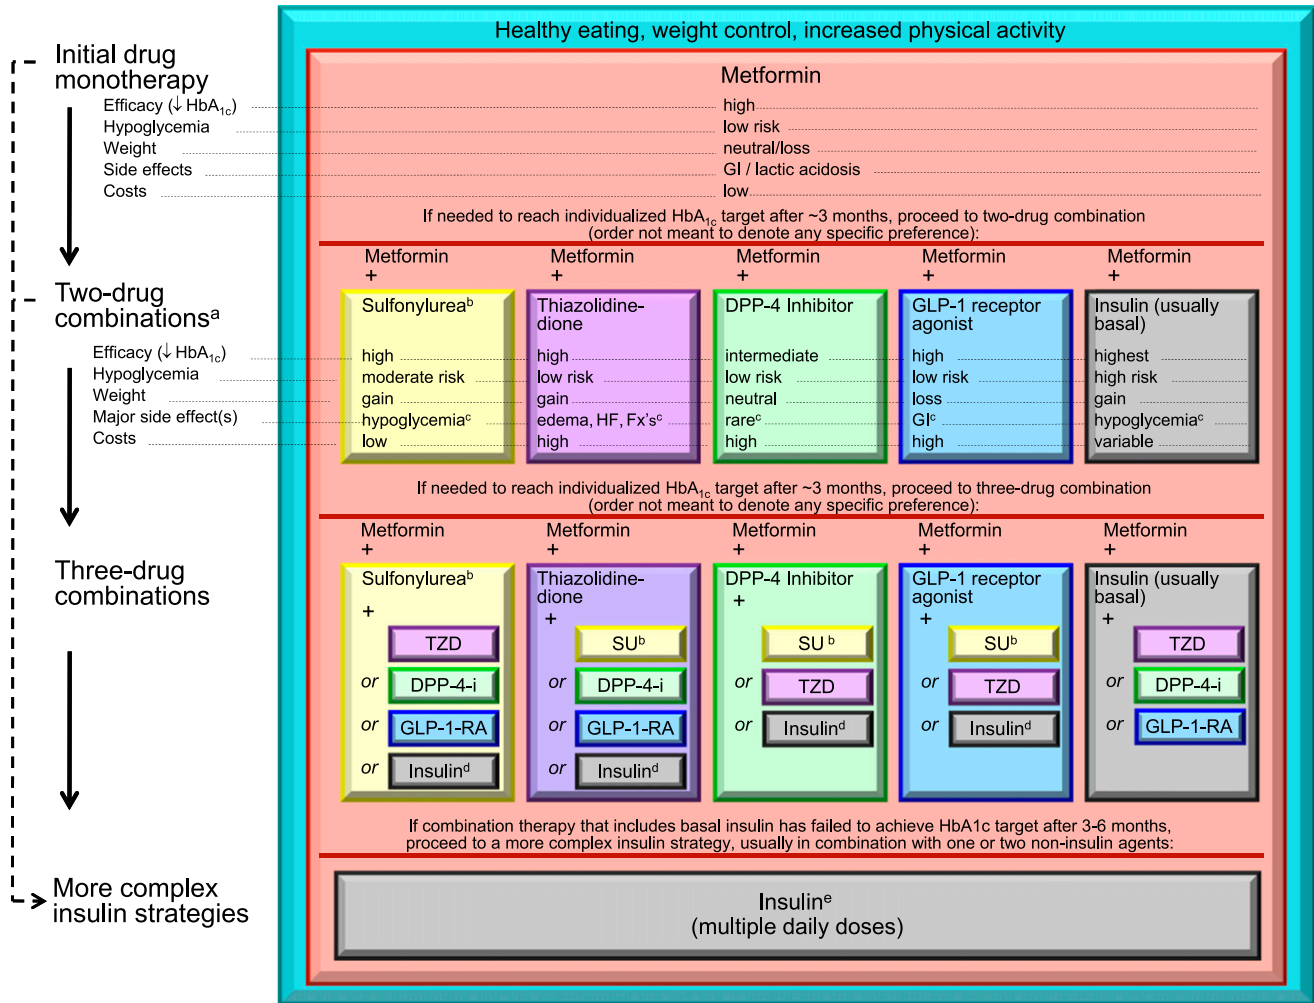 Healthy eating, weight control, increased physical activity
Initial drug
monotherapy
Metformin
Efficacy (↓ HbA1c) high
Hypoglycemia low risk
Weight neutral/loss
Side effects GI / lactic acidosis
Costs low
If needed to reach individualized HbA1c target after ~3 months, proceed to two-drug combination
(order not meant to denote any specific preference):
Metformin Metformin Metformin Metformin Metformin
+ + + + +
Two-drug
combinationsa
Sulfonylureab Thiazolidine- DPP-4 Inhibitor GLP-1 receptor Insulin (usually
dione agonist basal)
Efficacy (↓ HbA1c) high high intermediate high highest
Hypoglycemia moderate risk low risk low risk low risk high risk
Weight gain gain neutral loss gain
Major side effect(s) hypoglycemiac edema, HF, Fx'sc rarec GIc hypoglycemiac
Costs low high high high variable
If needed to reach individualized HbA1c target after ~3 months, proceed to three-drug combination
(order not meant to denote any specific preference):
Metformin Metformin Metformin Metformin Metformin
+ + + + +
Three-drug
combinations
Sulfonylureab Thiazolidine- DPP-4 Inhibitor GLP-1 receptor Insulin (usually
dione agonist basal)
+ + + + +
TZD SUb SU b SUb TZD
or DPP-4-i or DPP-4-i or TZD or TZD or DPP-4-i
or GLP-1-RA or GLP-1-RA or Insulind or Insulind or GLP-1-RA
or Insulind or Insulind
If combination therapy that includes basal insulin has failed to achieve HbA1c target after 3-6 months,
proceed to a more complex insulin strategy, usually in combination with one or two non-insulin agents:
More complex
insulin strategies
Insuline
(multiple daily doses)